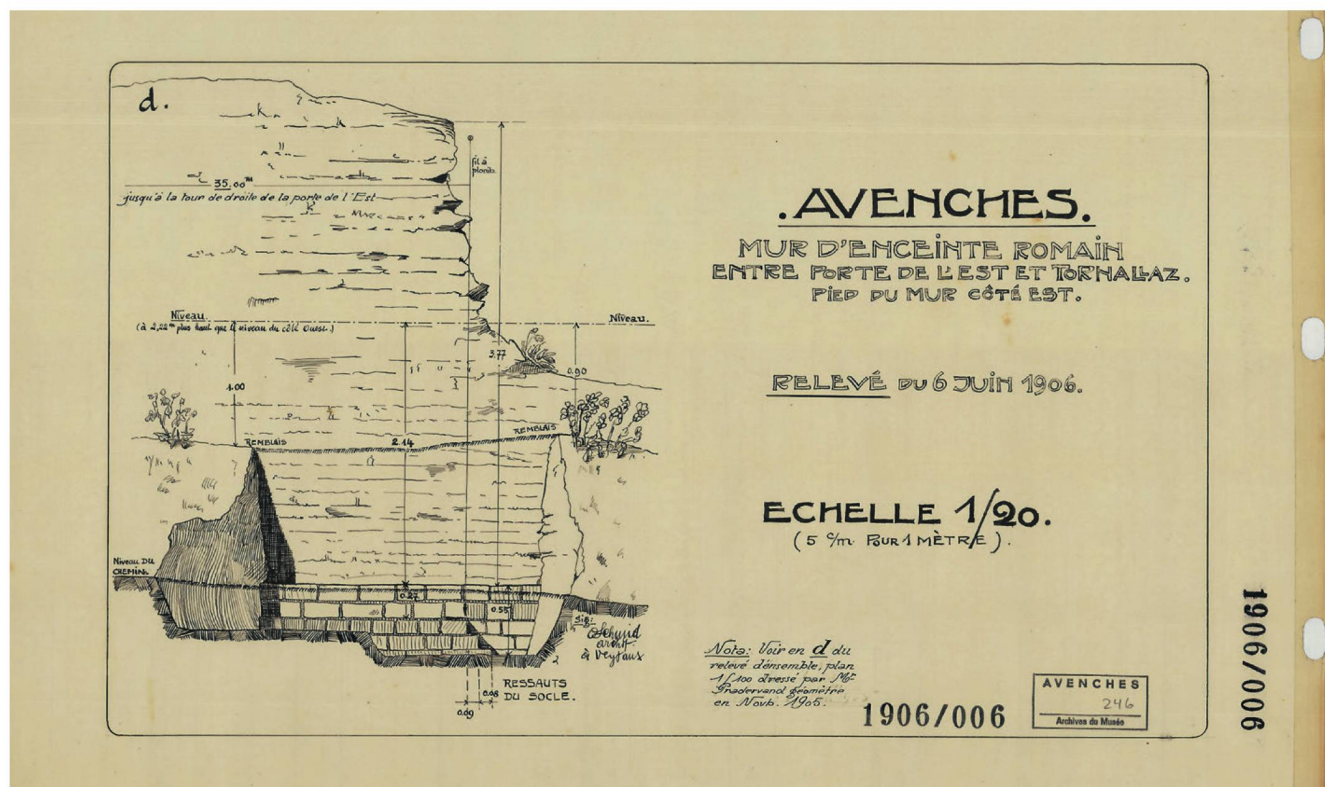 d.
fil à
plomb.
35.00 m
jusqu'à la tour de droite de la porte de l'Est
Niveau.
(à 2,22 m plus haut que le niveau du côté Ouest.)
Niveau.
3.77
0.90
1.00
REMBLAIS
2.14
REMBLAIS
NIVEAU DU
CHEMIN.
0.27
0.55
Sig:
archte
à Veytaux
RESSAUTS
DU SOCLE.
0.08
0.09
.AVENCHES.
MUR D'ENCEINTE ROMAIN
ENTRE PORTE DE L'EST ET TORNALLAZ.
PIED DU MUR CÔTÉ EST.
RELEVÉ DU 6 JUIN 1906.
ECHELLE 1/20.
(5 c/m POUR 1 MÈTRE).
Nota: Voir en d du
relevé d'ensemble, plan
1/100 dressé par Mr
Gradervand géomètre
en Novb. 1905.
1906/006
AVENCHES
246
Archives du Musée
1906/006